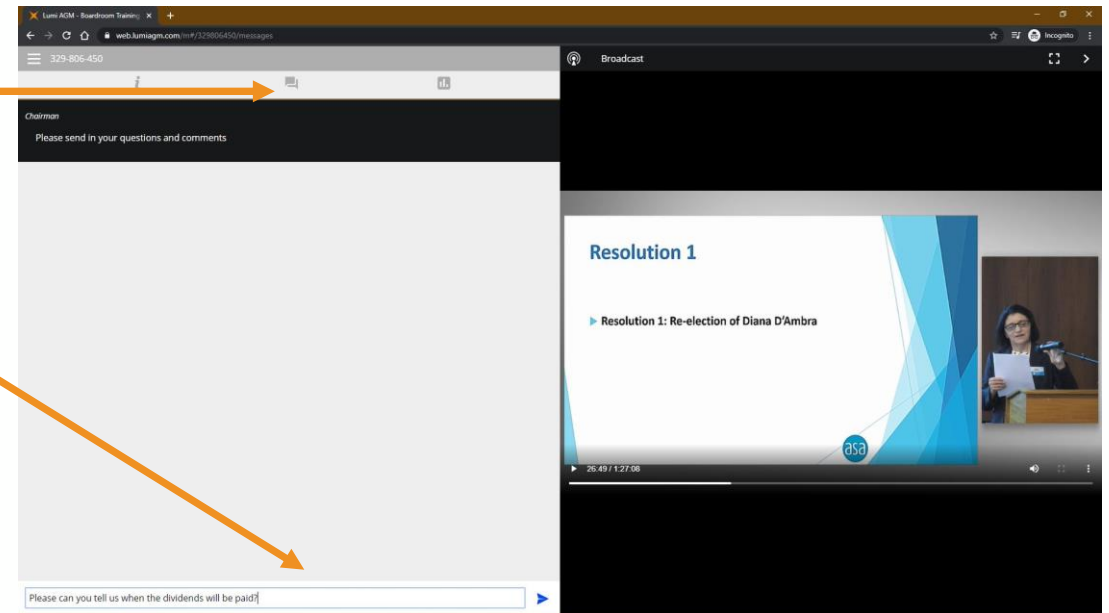 Lumi AGM - Boardroom Training
web.lumiagm.com/m#/329806450/messages
Incognito
329-806-450
Broadcast
i
Chairman
Please send in your questions and comments
Resolution 1
Resolution 1: Re-election of Diana D'Ambra
asa
26:49 / 1:27:08
Please can you tell us when the dividends will be paid?